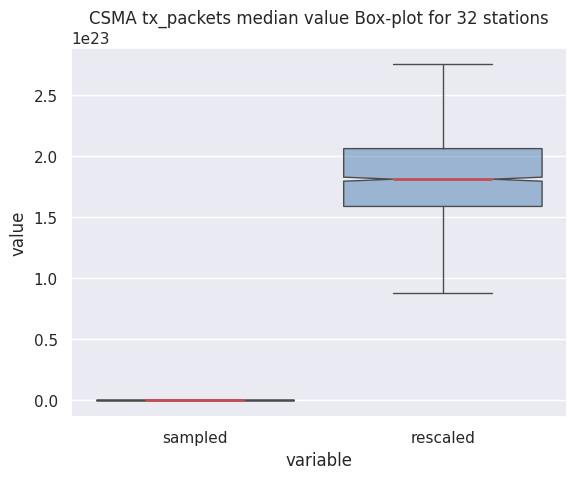 CSMA tx_packets median value Box-plot for 32 stations
1e23
2.5
2.0
1.5
1.0
0.5
0.0
value
sampled
rescaled
variable